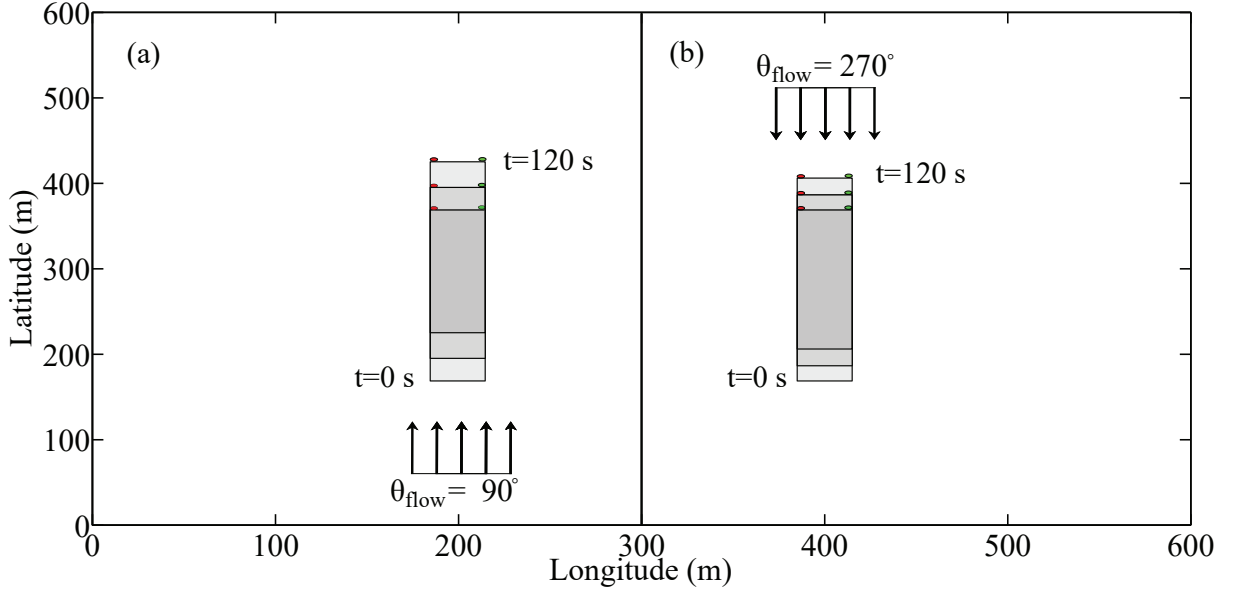 (a)
(b)
θflow= 270°
t=120 s
t=120 s
t=0 s
t=0 s
θflow= 90°
600
500
400
300
200
100
0
Latitude (m)
0
100
200
300
400
500
600
Longitude (m)